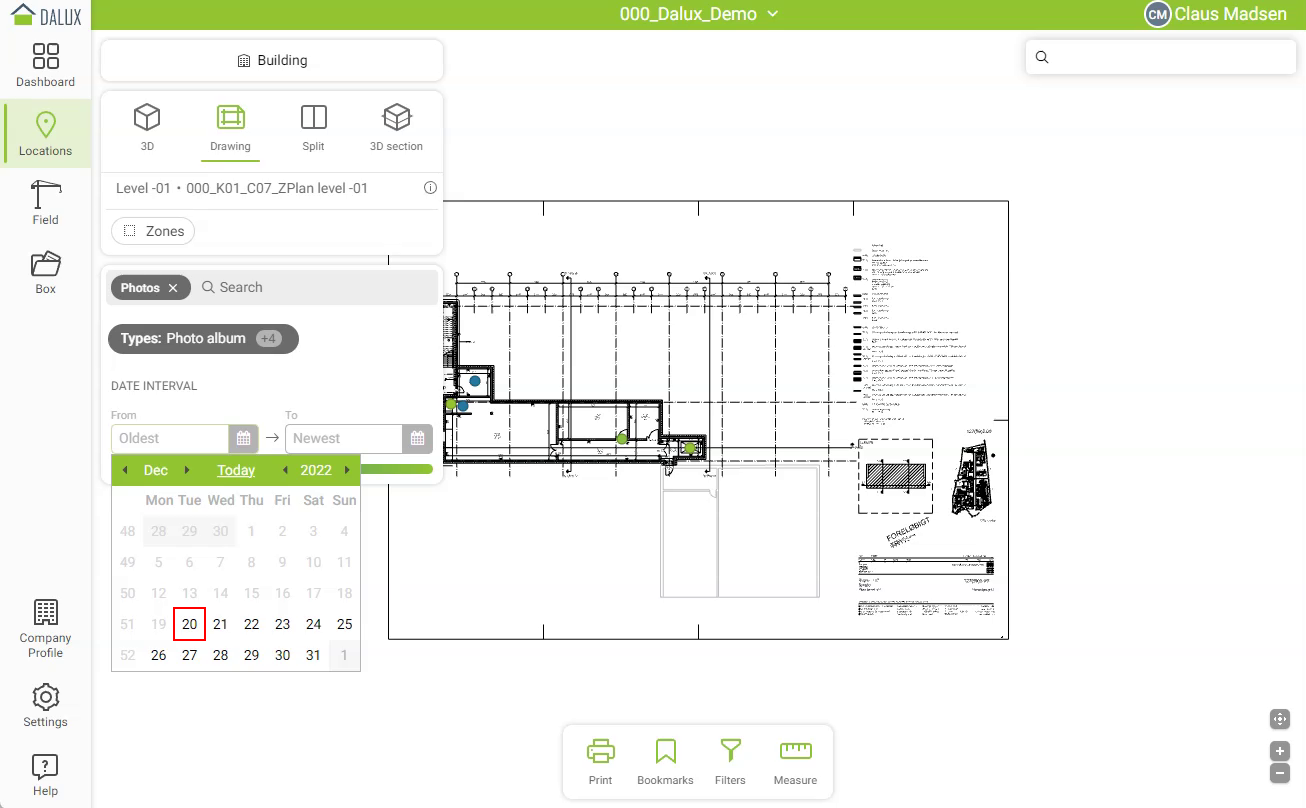 DALUX
000_Dalux_Demo
CM Claus Madsen
Dashboard
Locations
Field
Box
Company
Profile
Settings
Help
Building
3D
Drawing
Split
3D section
Level -01 • 000_K01_C07_ZPlan level -01
Zones
Photos
Search
Types: Photo album +4
DATE INTERVAL
From
To
Oldest
Newest
Dec Today 2022
Mon Tue Wed Thu Fri Sat Sun
48 28 29 30 1 2 3 4
49 5 6 7 8 9 10 11
50 12 13 14 15 16 17 18
51 19 20 21 22 23 24 25
52 26 27 28 29 30 31 1
FORELØBIGT
Print
Bookmarks
Filters
Measure